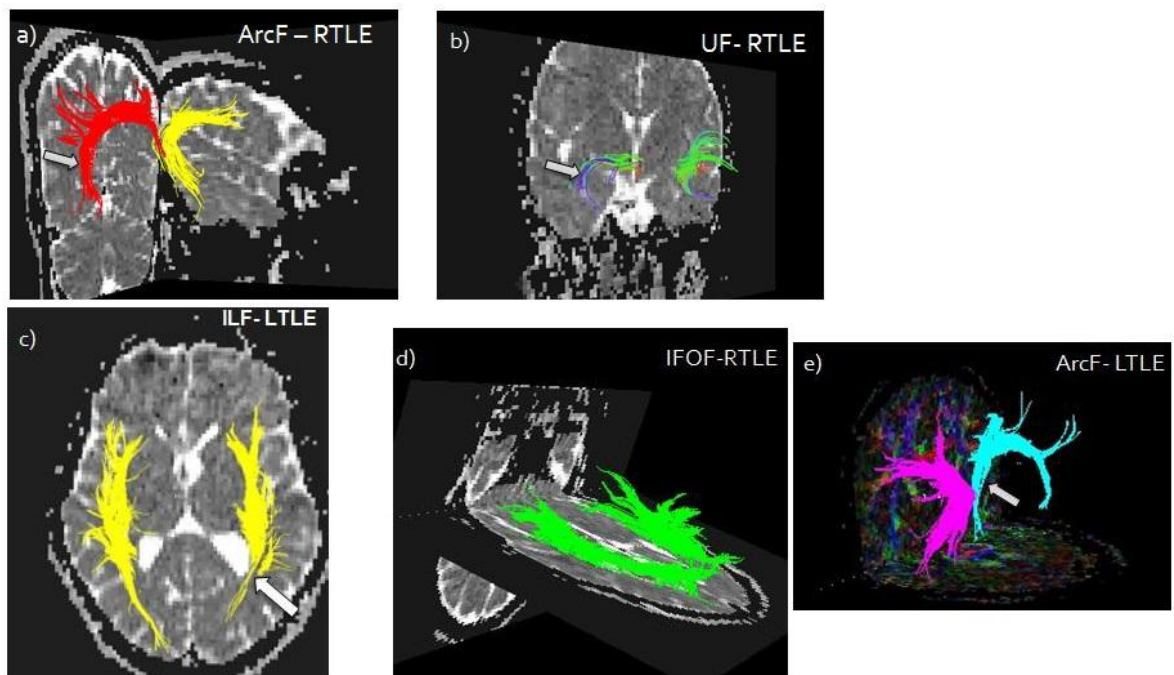 a)
ArcF – RTLE
b)
UF- RTLE
c)
ILF- LTLE
d)
IFOF-RTLE
e)
ArcF- LTLE